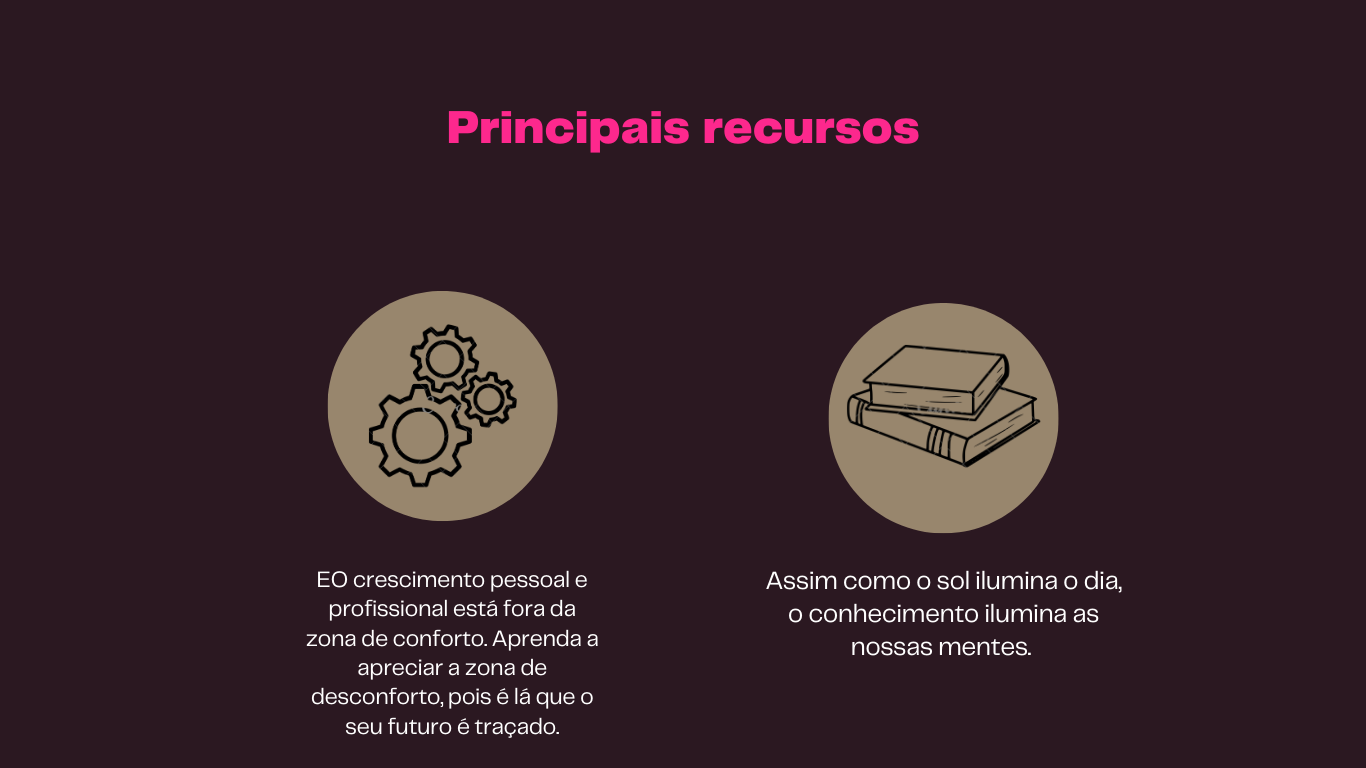 Principais recursos
EO crescimento pessoal e
profissional está fora da
zona de conforto. Aprenda a
apreciar a zona de
desconforto, pois é lá que o
seu futuro é traçado.
Assim como o sol ilumina o dia,
o conhecimento ilumina as
nossas mentes.